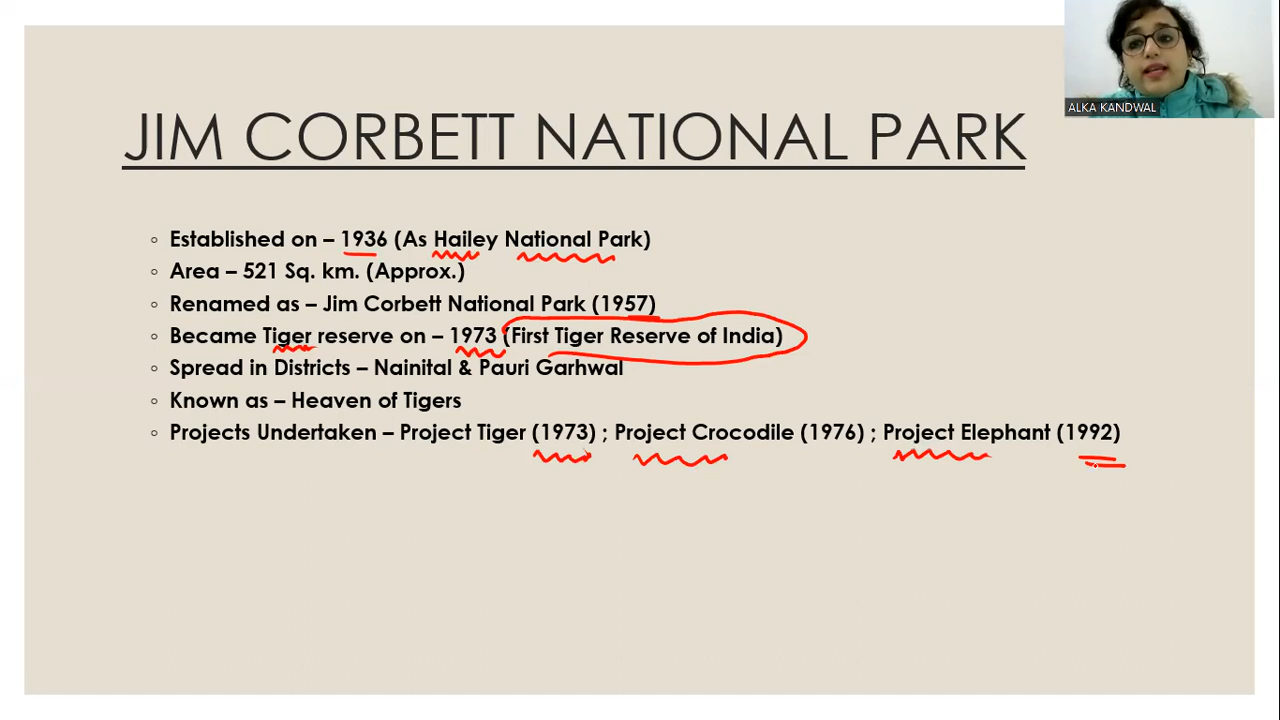 ALKA KANDWAL
JIM CORBETT NATIONAL PARK
Established on – 1936 (As Hailey National Park)
Area – 521 Sq. km. (Approx.)
Renamed as – Jim Corbett National Park (1957)
Became Tiger reserve on – 1973 (First Tiger Reserve of India)
Spread in Districts – Nainital & Pauri Garhwal
Known as – Heaven of Tigers
Projects Undertaken – Project Tiger (1973) ; Project Crocodile (1976) ; Project Elephant (1992)